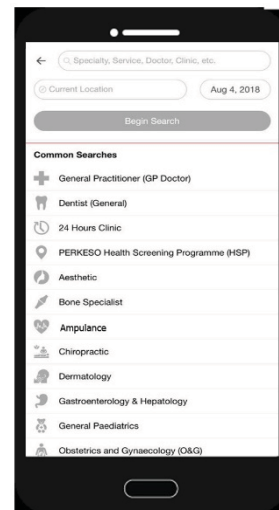 Specialty, Service, Doctor, Clinic, etc.
Current Location
Aug 4, 2018
Begin Search
Common Searches
General Practitioner (GP Doctor)
Dentist (General)
24 Hours Clinic
PERKESO Health Screening Programme (HSP)
Aesthetic
Bone Specialist
Ampulance
Chiropractic
Dermatology
Gastroenterology & Hepatology
General Paediatrics
Obstetrics and Gynaecology (O&G)